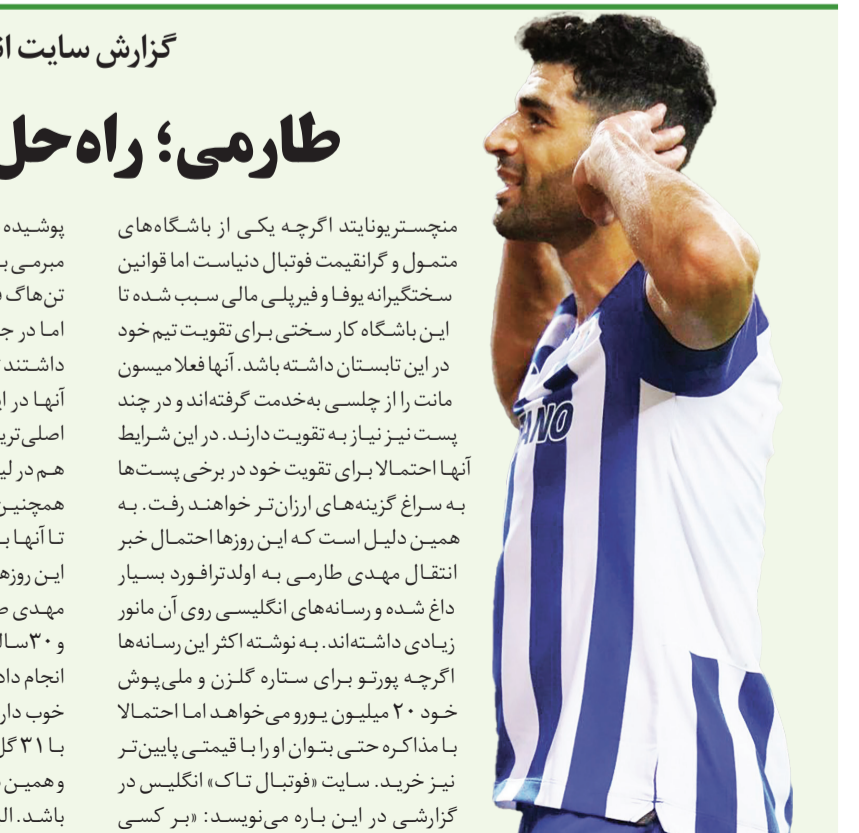 گزارش سایت
طارمی؛ راه‌حل
منچستریونایتد اگرچه یکی از باشگاه‌های
متمول و گرانقیمت فوتبال دنیاست اما قوانین
سختگیرانه یوفا و فیرپلی مالی سبب شده تا
این باشگاه کار سختی برای تقویت تیم خود
در این تابستان داشته باشد. آنها فعلا میسون
مانت را از چلسی به‌خدمت گرفته‌اند و در چند
پست نیز نیاز به تقویت دارند. در این شرایط
آنها احتمالا برای تقویت خود در برخی پست‌ها
به سراغ گزینه‌های ارزان‌تر خواهند رفت. به
همین دلیل است که این روزها احتمال خبر
انتقال مهدی طارمی به اولدترافورد بسیار
داغ شده و رسانه‌های انگلیسی روی آن مانور
زیادی داشته‌اند. به نوشته اکثر این رسانه‌ها
اگرچه پورتو برای ستاره گلزن و ملی‌پوش
خود ۲۰ میلیون یورو می‌خواهد اما احتمالا
با مذاکره حتی بتوان او را با قیمتی پایین‌تر
نیز خرید. سایت «فوتبال تاک» انگلیس در
گزارشی در این باره می‌نویسد: «بر کسی
پوشیده
مبرمی
تن‌هاگ
اما در
داشتند
آنها در
اصلی‌ترین
هم در
همچنین
تا آنها
این روزها
مهدی
و ۳۰سا
انجام داد
خوب
با ۳۱ گل
و همین
باشد.
ANO